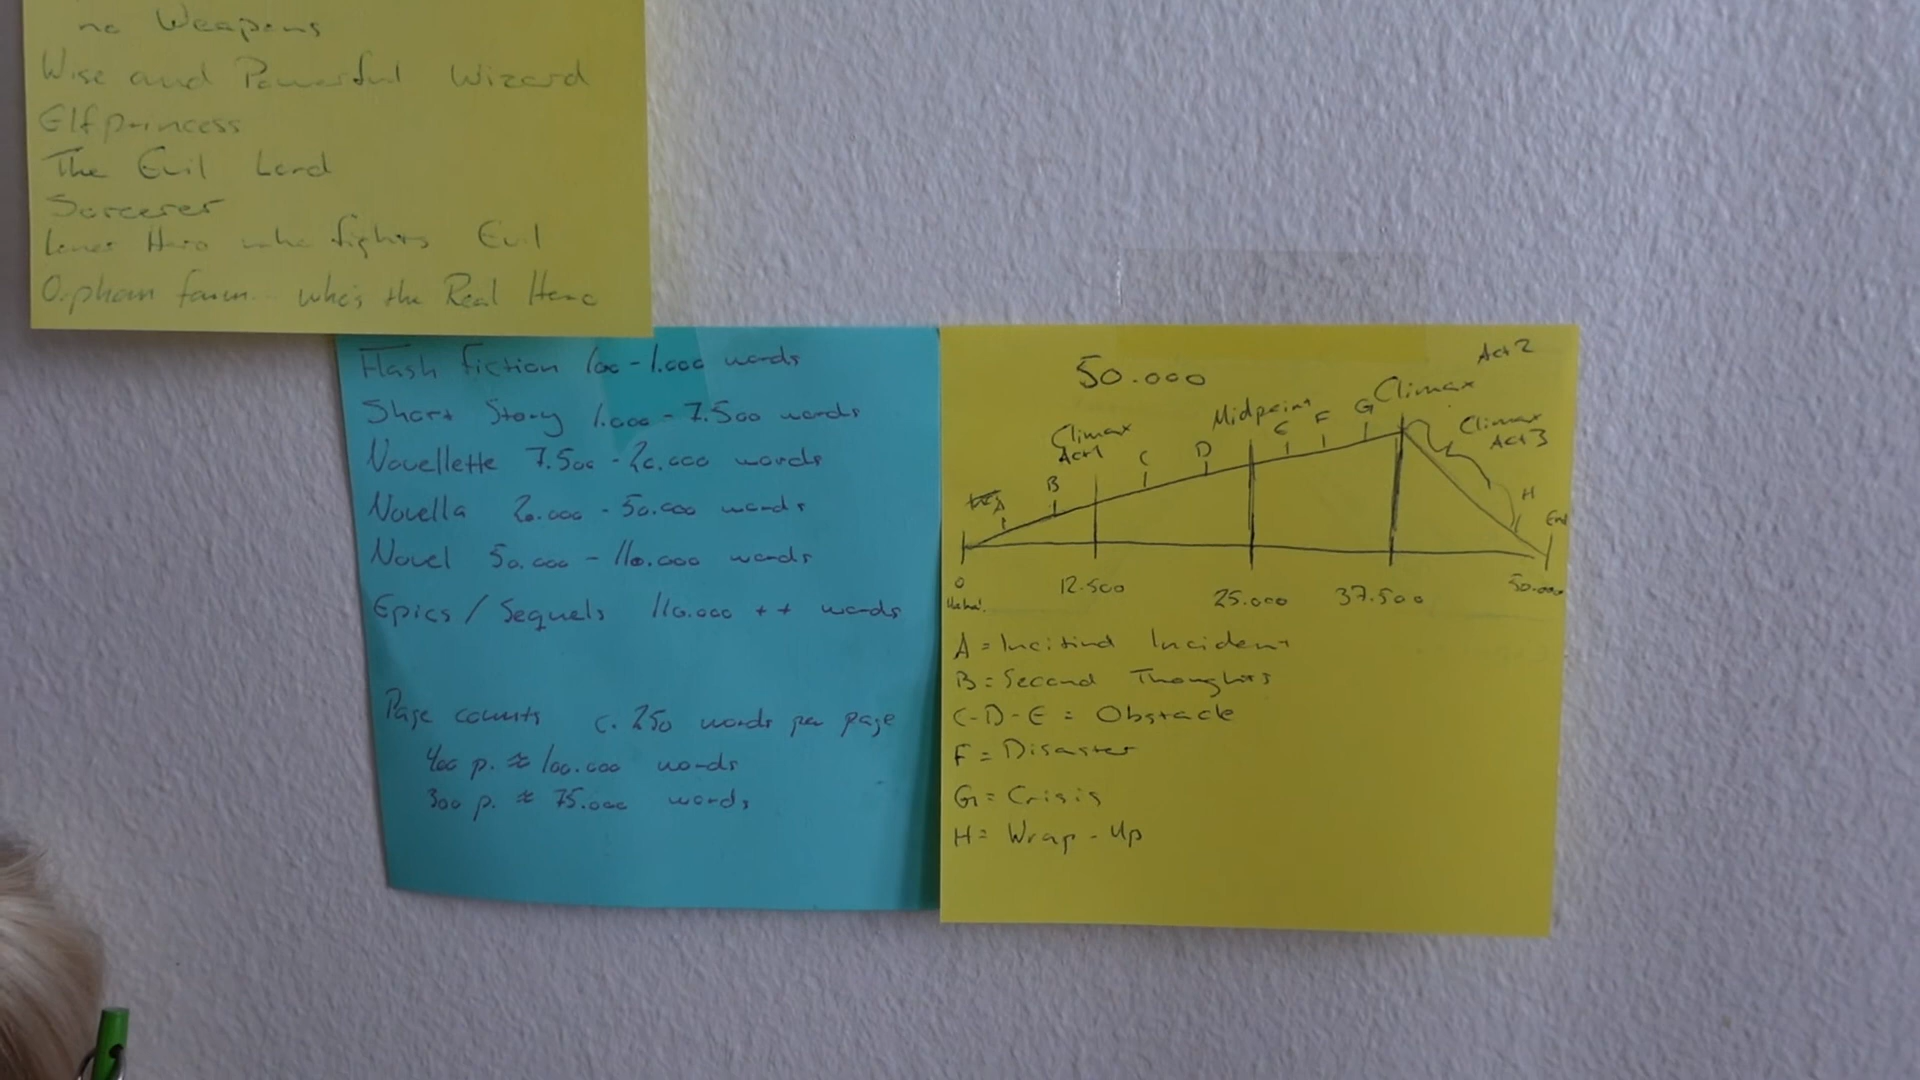 no Weapons
Wise and Powerful Wizard
Elfprincess
The Evil Lord
Sorcerer
Hero who fights Evil
Orphan who's the Real Hero
Flash Fiction 100-1.000 words
Short Story 1.000-7.500 words
Novellette 7.500-20.000 words
Novella 20.000-50.000 words
Novel 50.000-110.000 words
Epics / Sequels 110.000 ++ words
Page counts c. 250 words per page
400 p. ≈ 100.000 words
300 p. ≈ 75.000 words
50.000
Act 2
Climax
Climax
Act 3
Midpoint
Climax
Act 1
A
B
C
D
E
F
G
H
End
0
12.500
25.000
37.500
50.000
A = Incitind Incident
B = Second Thoughts
C-D-E = Obstacle
F = Disaster
G = Crisis
H = Wrap-Up